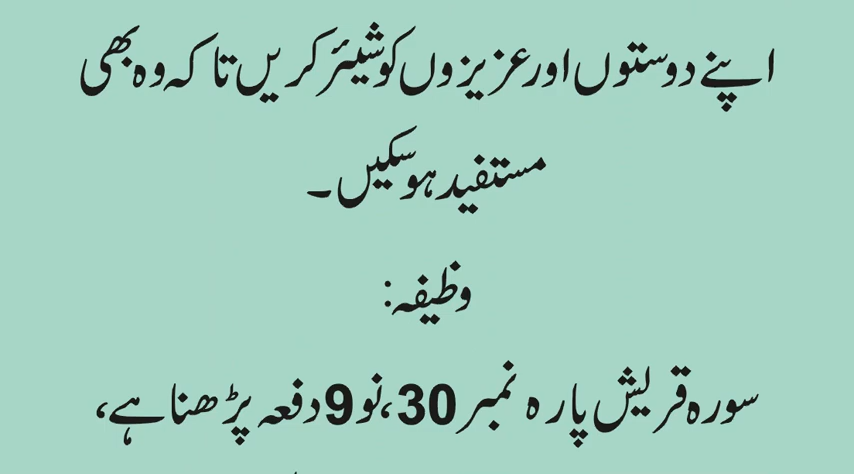 اپنے دوستوں اور عزیزوں کو شیئر کریں تا کہ وہ بھی
مستفید ہو سکیں ۔
وظیفہ:
سورہ قریش پارہ نمبر 30، نو 9 دفعہ پڑھنا ہے،